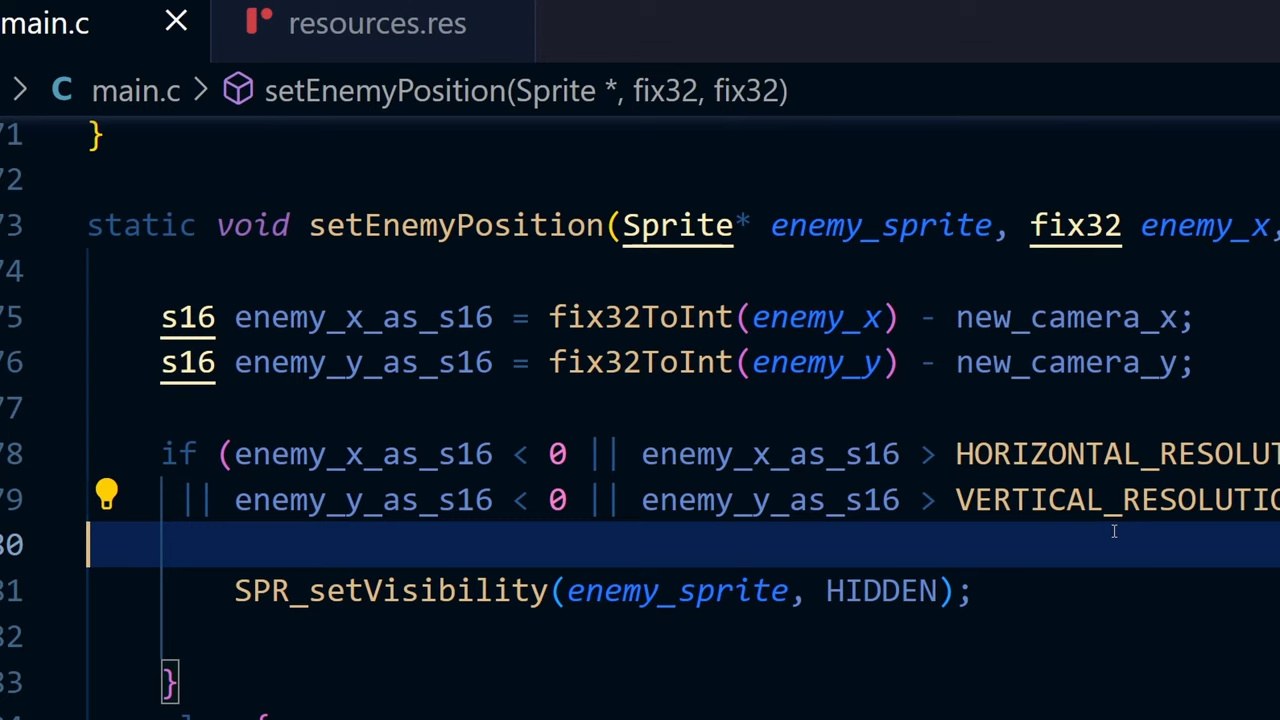 main.c resources.res
main.c setEnemyPosition(Sprite *, fix32, fix32)
71 }
72
73 static void setEnemyPosition(Sprite* enemy_sprite, fix32 enemy_x,
74
75 s16 enemy_x_as_s16 = fix32ToInt(enemy_x) - new_camera_x;
76 s16 enemy_y_as_s16 = fix32ToInt(enemy_y) - new_camera_y;
77
78 if (enemy_x_as_s16 < 0 || enemy_x_as_s16 > HORIZONTAL_RESOLUT
79 || enemy_y_as_s16 < 0 || enemy_y_as_s16 > VERTICAL_RESOLUTIO
80
81 SPR_setVisibility(enemy_sprite, HIDDEN);
82
83 }